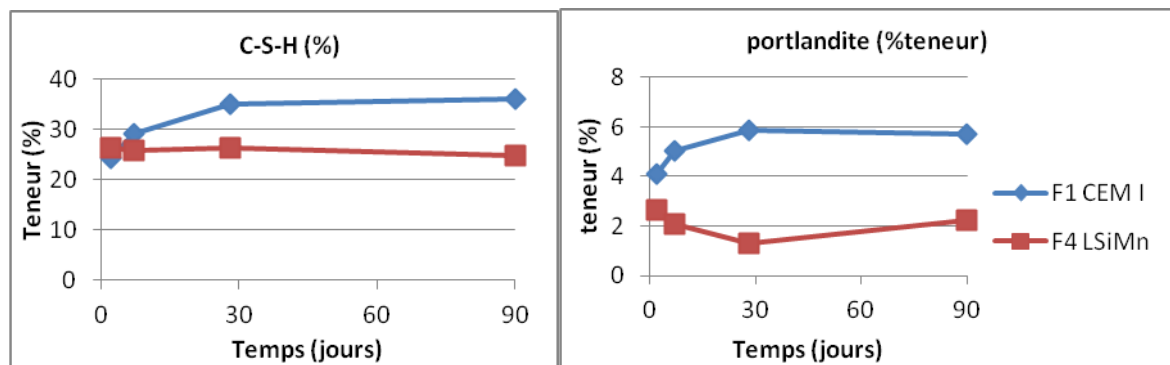 C-S-H (%)
Teneur (%)
40
30
20
10
0
0 30 60 90
Temps (jours)
portlandite (%teneur)
teneur (%)
8
6
4
2
0
0 30 60 90
Temps (jours)
F1 CEM I
F4 LSiMn